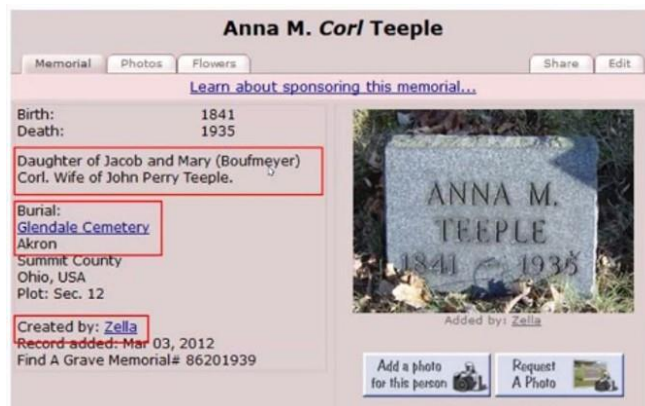 Anna M. Corl Teeple
Memorial
Photos
Flowers
Share
Edit
Learn about sponsoring this memorial...
Birth: 1841
Death: 1935
Daughter of Jacob and Mary (Boufmeyer)
Corl. Wife of John Perry Teeple.
Burial:
Glendale Cemetery
Akron
Summit County
Ohio, USA
Plot: Sec. 12
Created by: Zella
Record added: Mar 03, 2012
Find A Grave Memorial# 86201939
ANNA M.
TEEPLE
1841 1935
Added by: Zella
Add a photo
for this person
Request
A Photo